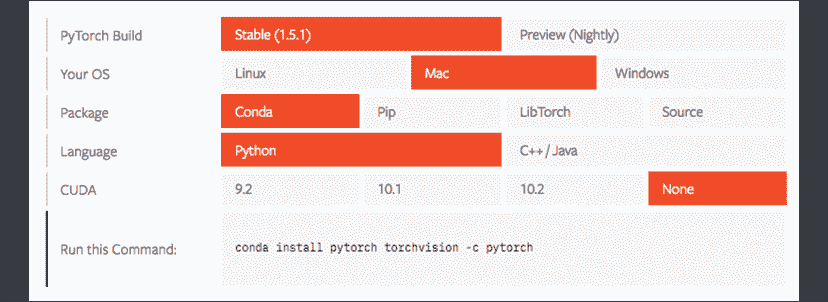 PyTorch Build Stable (1.5.1) Preview (Nightly)
Your OS Linux Mac Windows
Package Conda Pip LibTorch Source
Language Python C++ / Java
CUDA 9.2 10.1 10.2 None
Run this Command: conda install pytorch torchvision -c pytorch